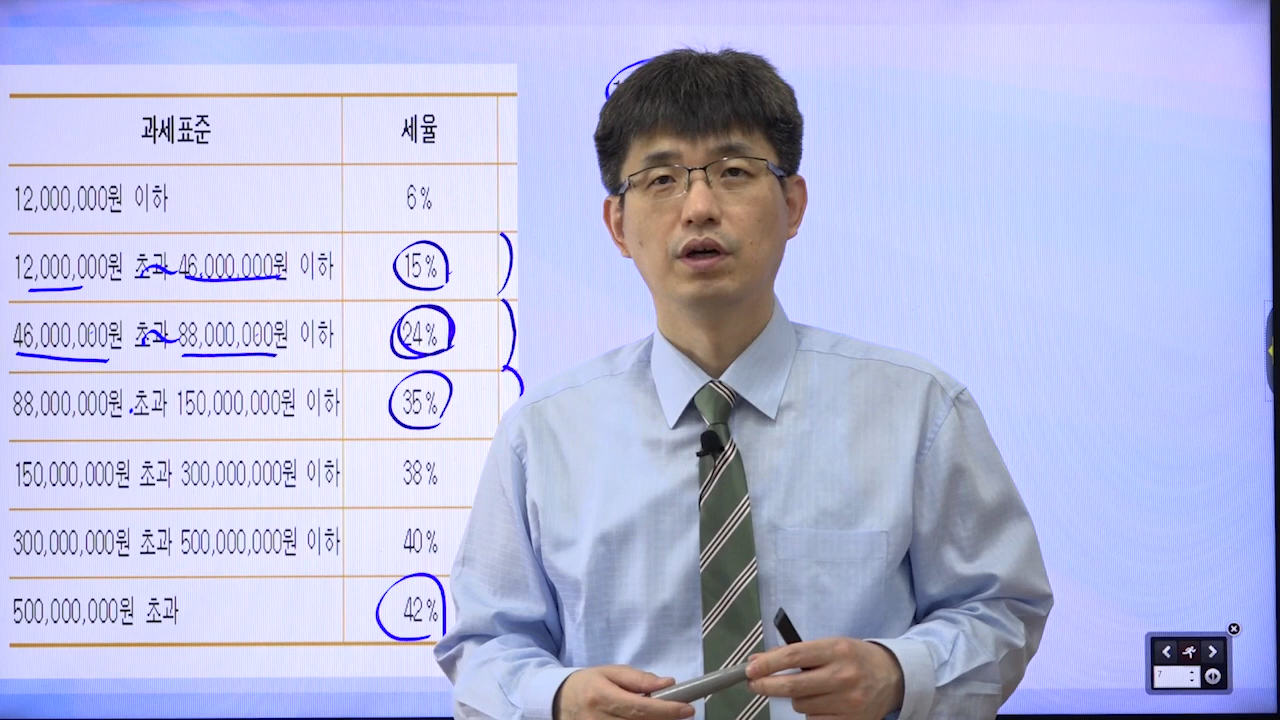 과세표준 세율
12,000,000원 이하 6%
12,000,000원 초과 46,000,000원 이하 15%
46,000,000원 초과 88,000,000원 이하 24%
88,000,000원 초과 150,000,000원 이하 35%
150,000,000원 초과 300,000,000원 이하 38%
300,000,000원 초과 500,000,000원 이하 40%
500,000,000원 초과 42%
7